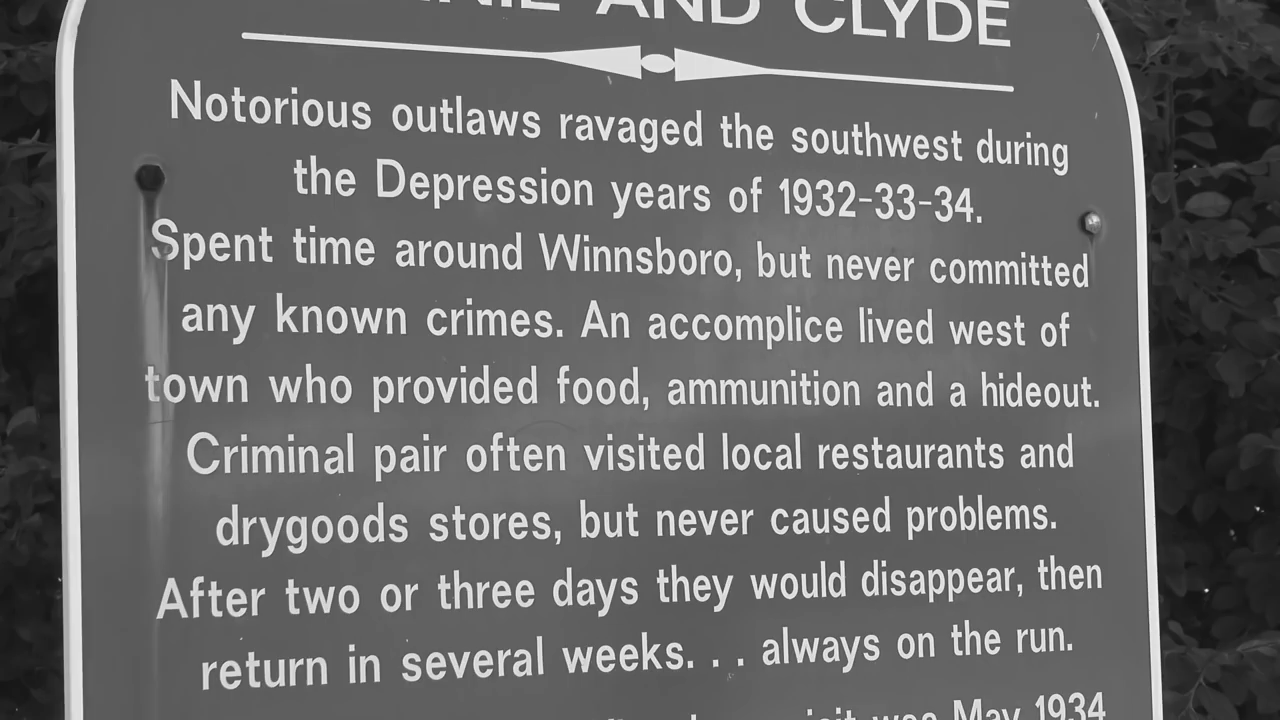 AND CLYDE
Notorious outlaws ravaged the southwest during
the Depression years of 1932-33-34.
Spent time around Winnsboro, but never committed
any known crimes. An accomplice lived west of
town who provided food, ammunition and a hideout.
Criminal pair often visited local restaurants and
drygoods stores, but never caused problems.
After two or three days they would disappear, then
return in several weeks. . . always on the run.
was May 1934